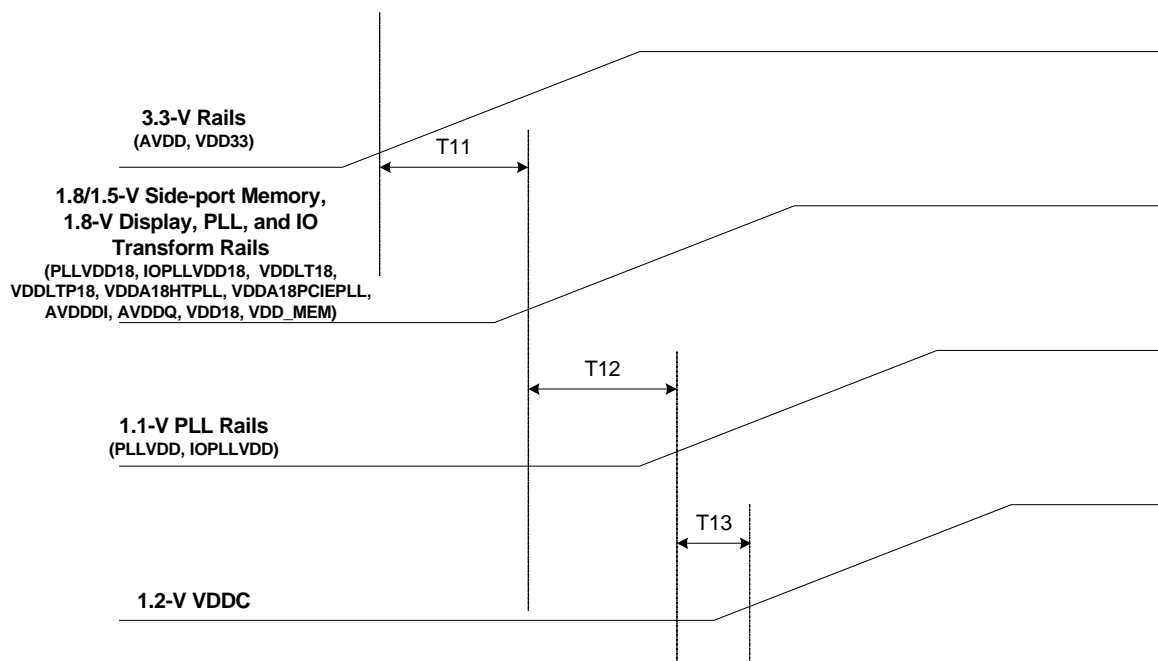 3.3-V Rails
(AVDD, VDD33)
T11
1.8/1.5-V Side-port Memory,
1.8-V Display, PLL, and IO
Transform Rails
(PLLVDD18, IOPLLVDD18, VDDLT18,
VDDLTP18, VDDA18HTPLL, VDDA18PCIEPLL,
AVDDDI, AVDDQ, VDD18, VDD_MEM)
T12
1.1-V PLL Rails
(PLLVDD, IOPLLVDD)
T13
1.2-V VDDC